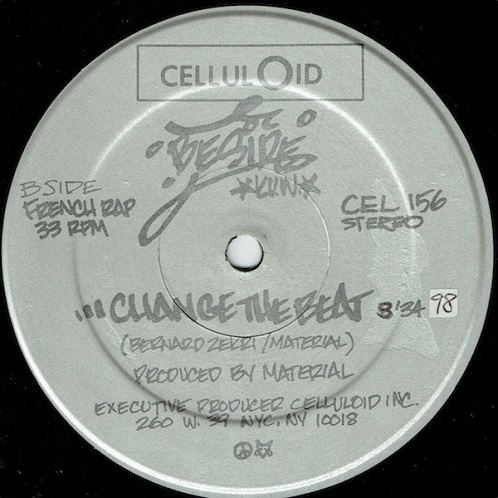 CELLULOID
BESIDE
B SIDE
FRENCH RAP
33 RPM
CEL 156
STEREO
...CHANGE THE BEAT 8'34 98
(BERNARD ZEKRI / MATERIAL)
PRODUCED BY MATERIAL
EXECUTIVE PRODUCER CELLULOID INC.
260 W. 39 NYC, NY 10018